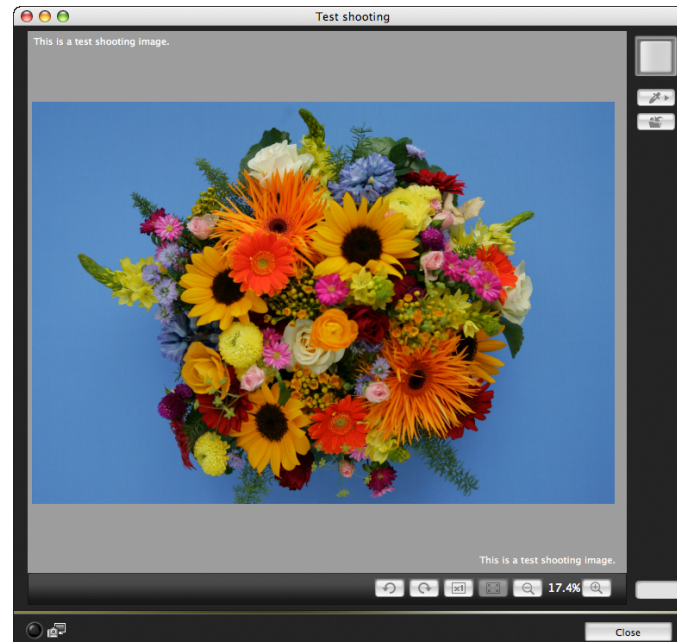 Test shooting
This is a test shooting image.
This is a test shooting image.
x1
17.4%
Close